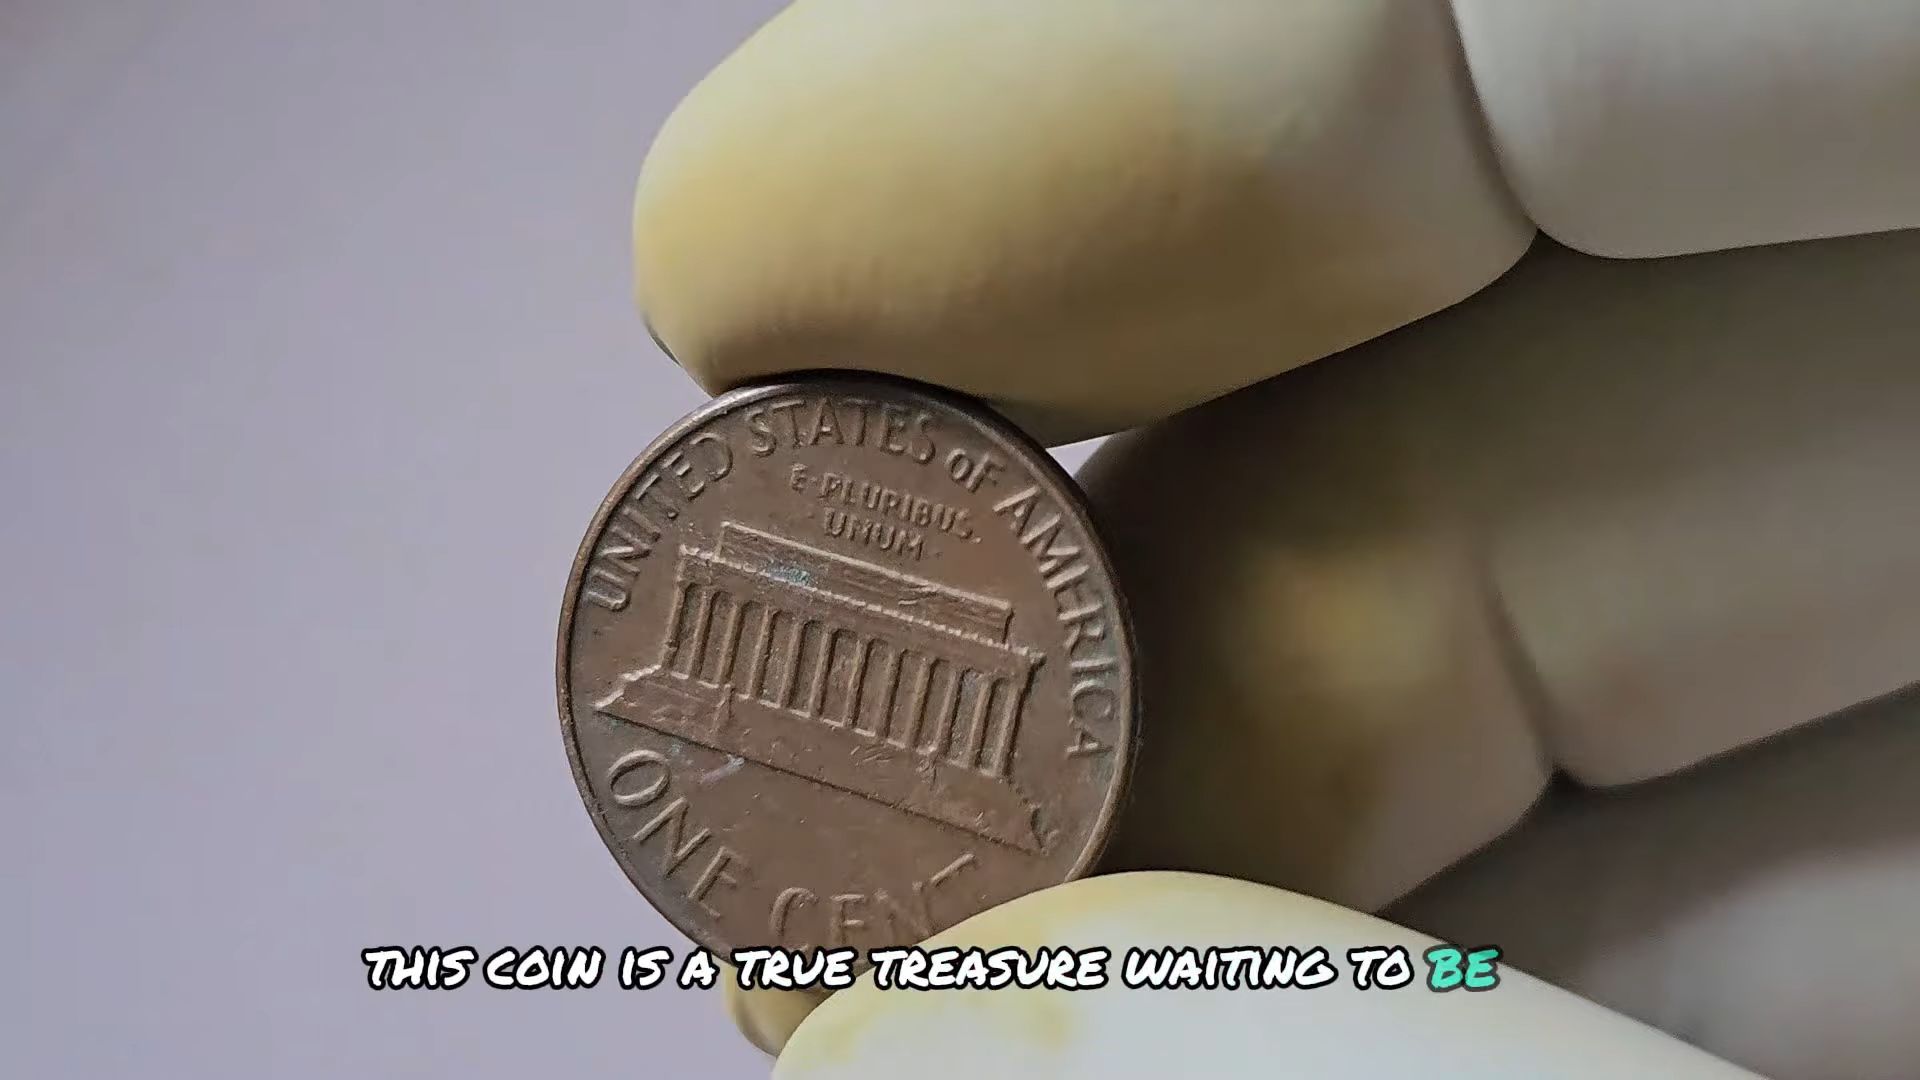 UNITED STATES of AMERICA
E·PLURIBUS.
UNUM
ONE CENT
THIS COIN IS A TRUE TREASURE WAITING TO BE